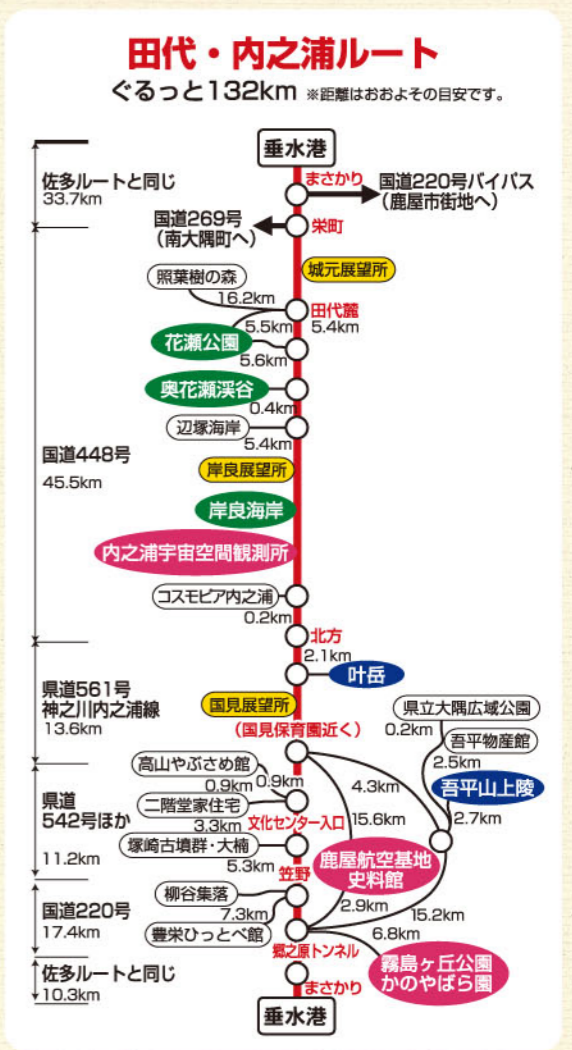 田代・内之浦ルート
ぐるっと132km ※距離はおおよその目安です。
垂水港
佐多ルートと同じ
33.7km
まさかり
国道220号バイパス
（鹿屋市街地へ）
国道269号
（南大隅町へ）
栄町
城元展望所
照葉樹の森
16.2km
田代麓
5.5km
5.4km
花瀬公園
5.6km
奥花瀬渓谷
0.4km
辺塚海岸
5.4km
国道448号
45.5km
岸良展望所
岸良海岸
内之浦宇宙空間観測所
コスモピア内之浦
0.2km
北方
2.1km
叶岳
県道561号
神之川内之浦線
13.6km
国見展望所
（国見保育園近く）
県立大隅広域公園
0.2km
吾平物産館
2.5km
吾平山上陵
2.7km
高山やぶさめ館
0.9km
0.9km
4.3km
県道
542号ほか
11.2km
二階堂家住宅
3.3km
文化センター入口
15.6km
塚崎古墳群・大楠
5.3km
笠野
鹿屋航空基地
史料館
2.9km
15.2km
国道220号
17.4km
柳谷集落
7.3km
豊栄ひっとべ館
6.8km
郷之原トンネル
霧島ヶ丘公園
かのやばら園
佐多ルートと同じ
10.3km
まさかり
垂水港